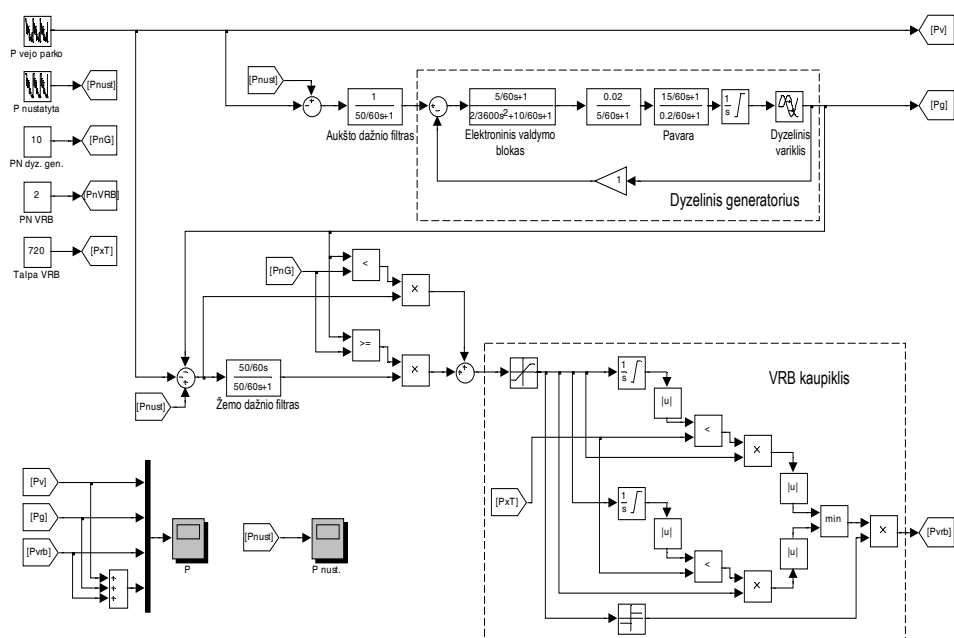 P vejo parko
[Pv]
P nustatyta
[Pnust]
[Pnust]
1
50/60s+1
Aukšto dažnio filtras
5/60s+1
2/3600s²+10/60s+1
Elektroninis valdymo
blokas
0.02
5/60s+1
15/60s+1
0.2/60s+1
Pavara
1
s
Dyzelinis
variklis
[Pg]
10
[PnG]
PN dyz. gen.
2
[PnVRB]
PN VRB
1
Dyzelinis generatorius
720
[PxT]
Talpa VRB
[PnG]
<
×
>=
×
50/60s
50/60s+1
Žemo dažnio filtras
[Pnust]
VRB kaupiklis
1
s
|u|
<
×
|u|
[PxT]
1
s
|u|
<
×
|u|
min
×
[Pvrb]
[Pv]
[Pg]
[Pvrb]
P
[Pnust]
P nust.